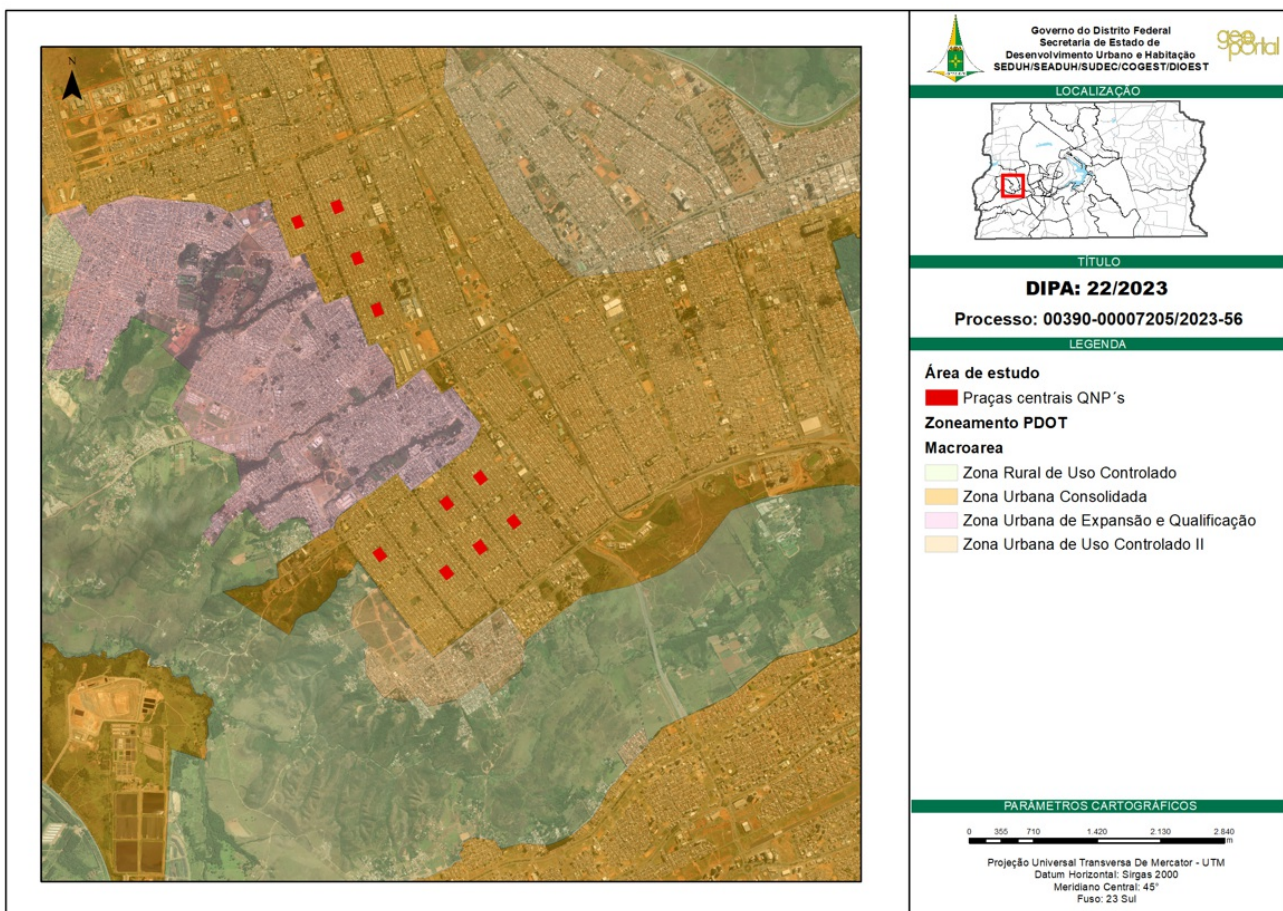 N
Governo do Distrito Federal
Secretaria de Estado de
Desenvolvimento Urbano e Habitação
SEDUH/SEADUH/SUDEC/COGEST/DIOEST
geo
portal
LOCALIZAÇÃO
TÍTULO
DIPA: 22/2023
Processo: 00390-00007205/2023-56
LEGENDA
Área de estudo
Praças centrais QNP´s
Zoneamento PDOT
Macroarea
Zona Rural de Uso Controlado
Zona Urbana Consolidada
Zona Urbana de Expansão e Qualificação
Zona Urbana de Uso Controlado II
PARÂMETROS CARTOGRÁFICOS
0 355 710 1.420 2.130 2.840
m
Projeção Universal Transversa De Mercator - UTM
Datum Horizontal: Sirgas 2000
Meridiano Central: 45°
Fuso: 23 Sul